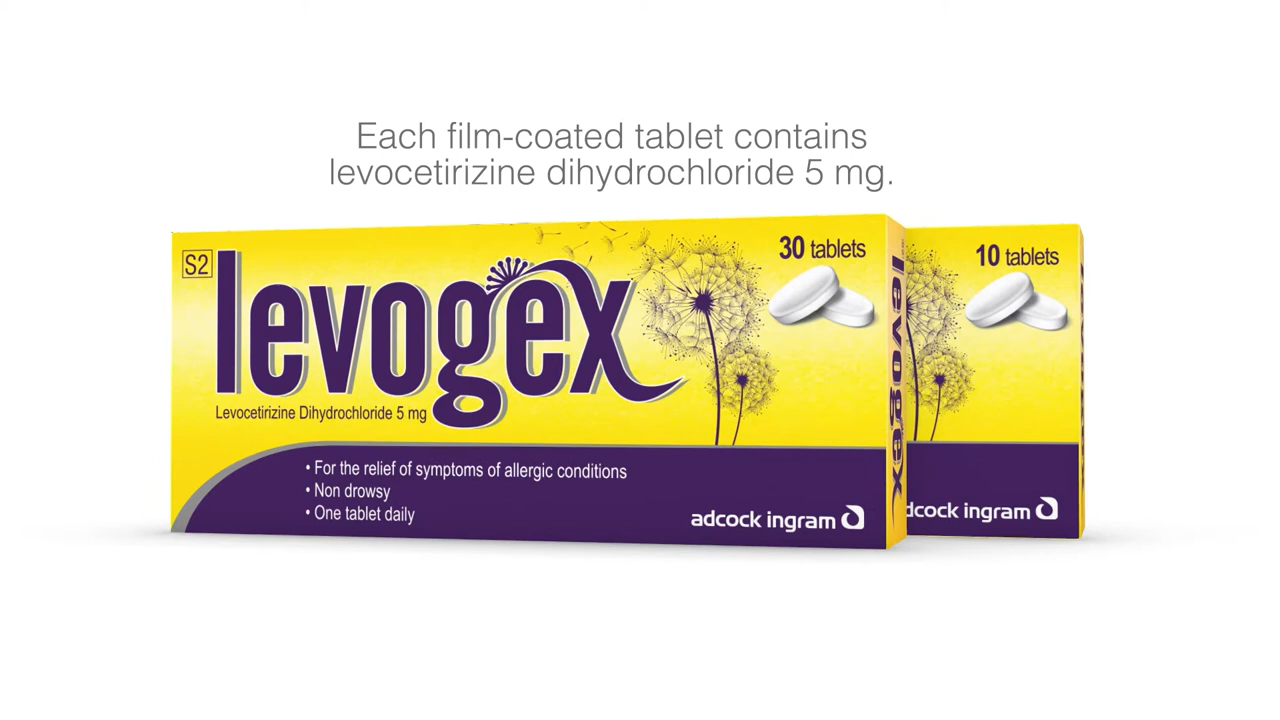 Each film-coated tablet contains
levocetirizine dihydrochloride 5 mg.
S2
levogex
Levocetirizine Dihydrochloride 5 mg
30 tablets
• For the relief of symptoms of allergic conditions
• Non drowsy
• One tablet daily
adcock ingram
levogex
10 tablets
dcock ingram